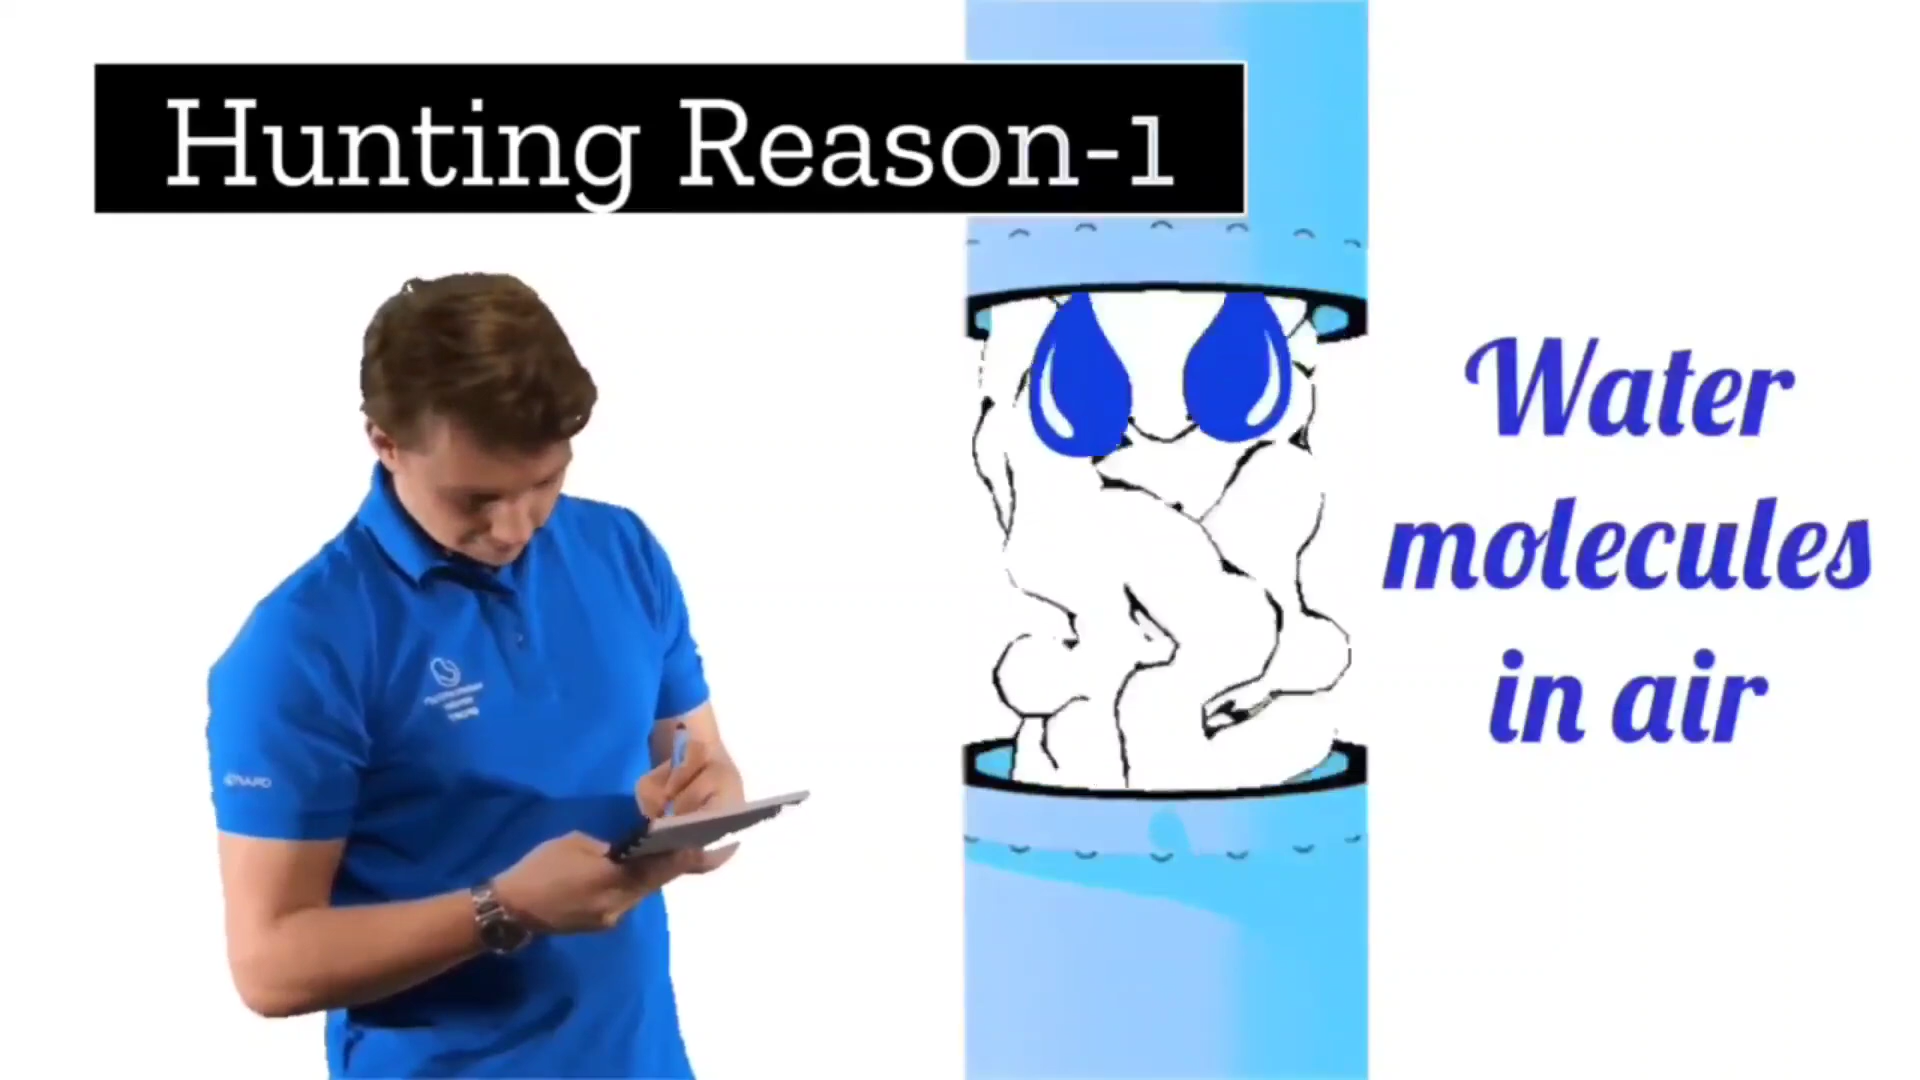 Hunting Reason-1
Water
molecules
in air